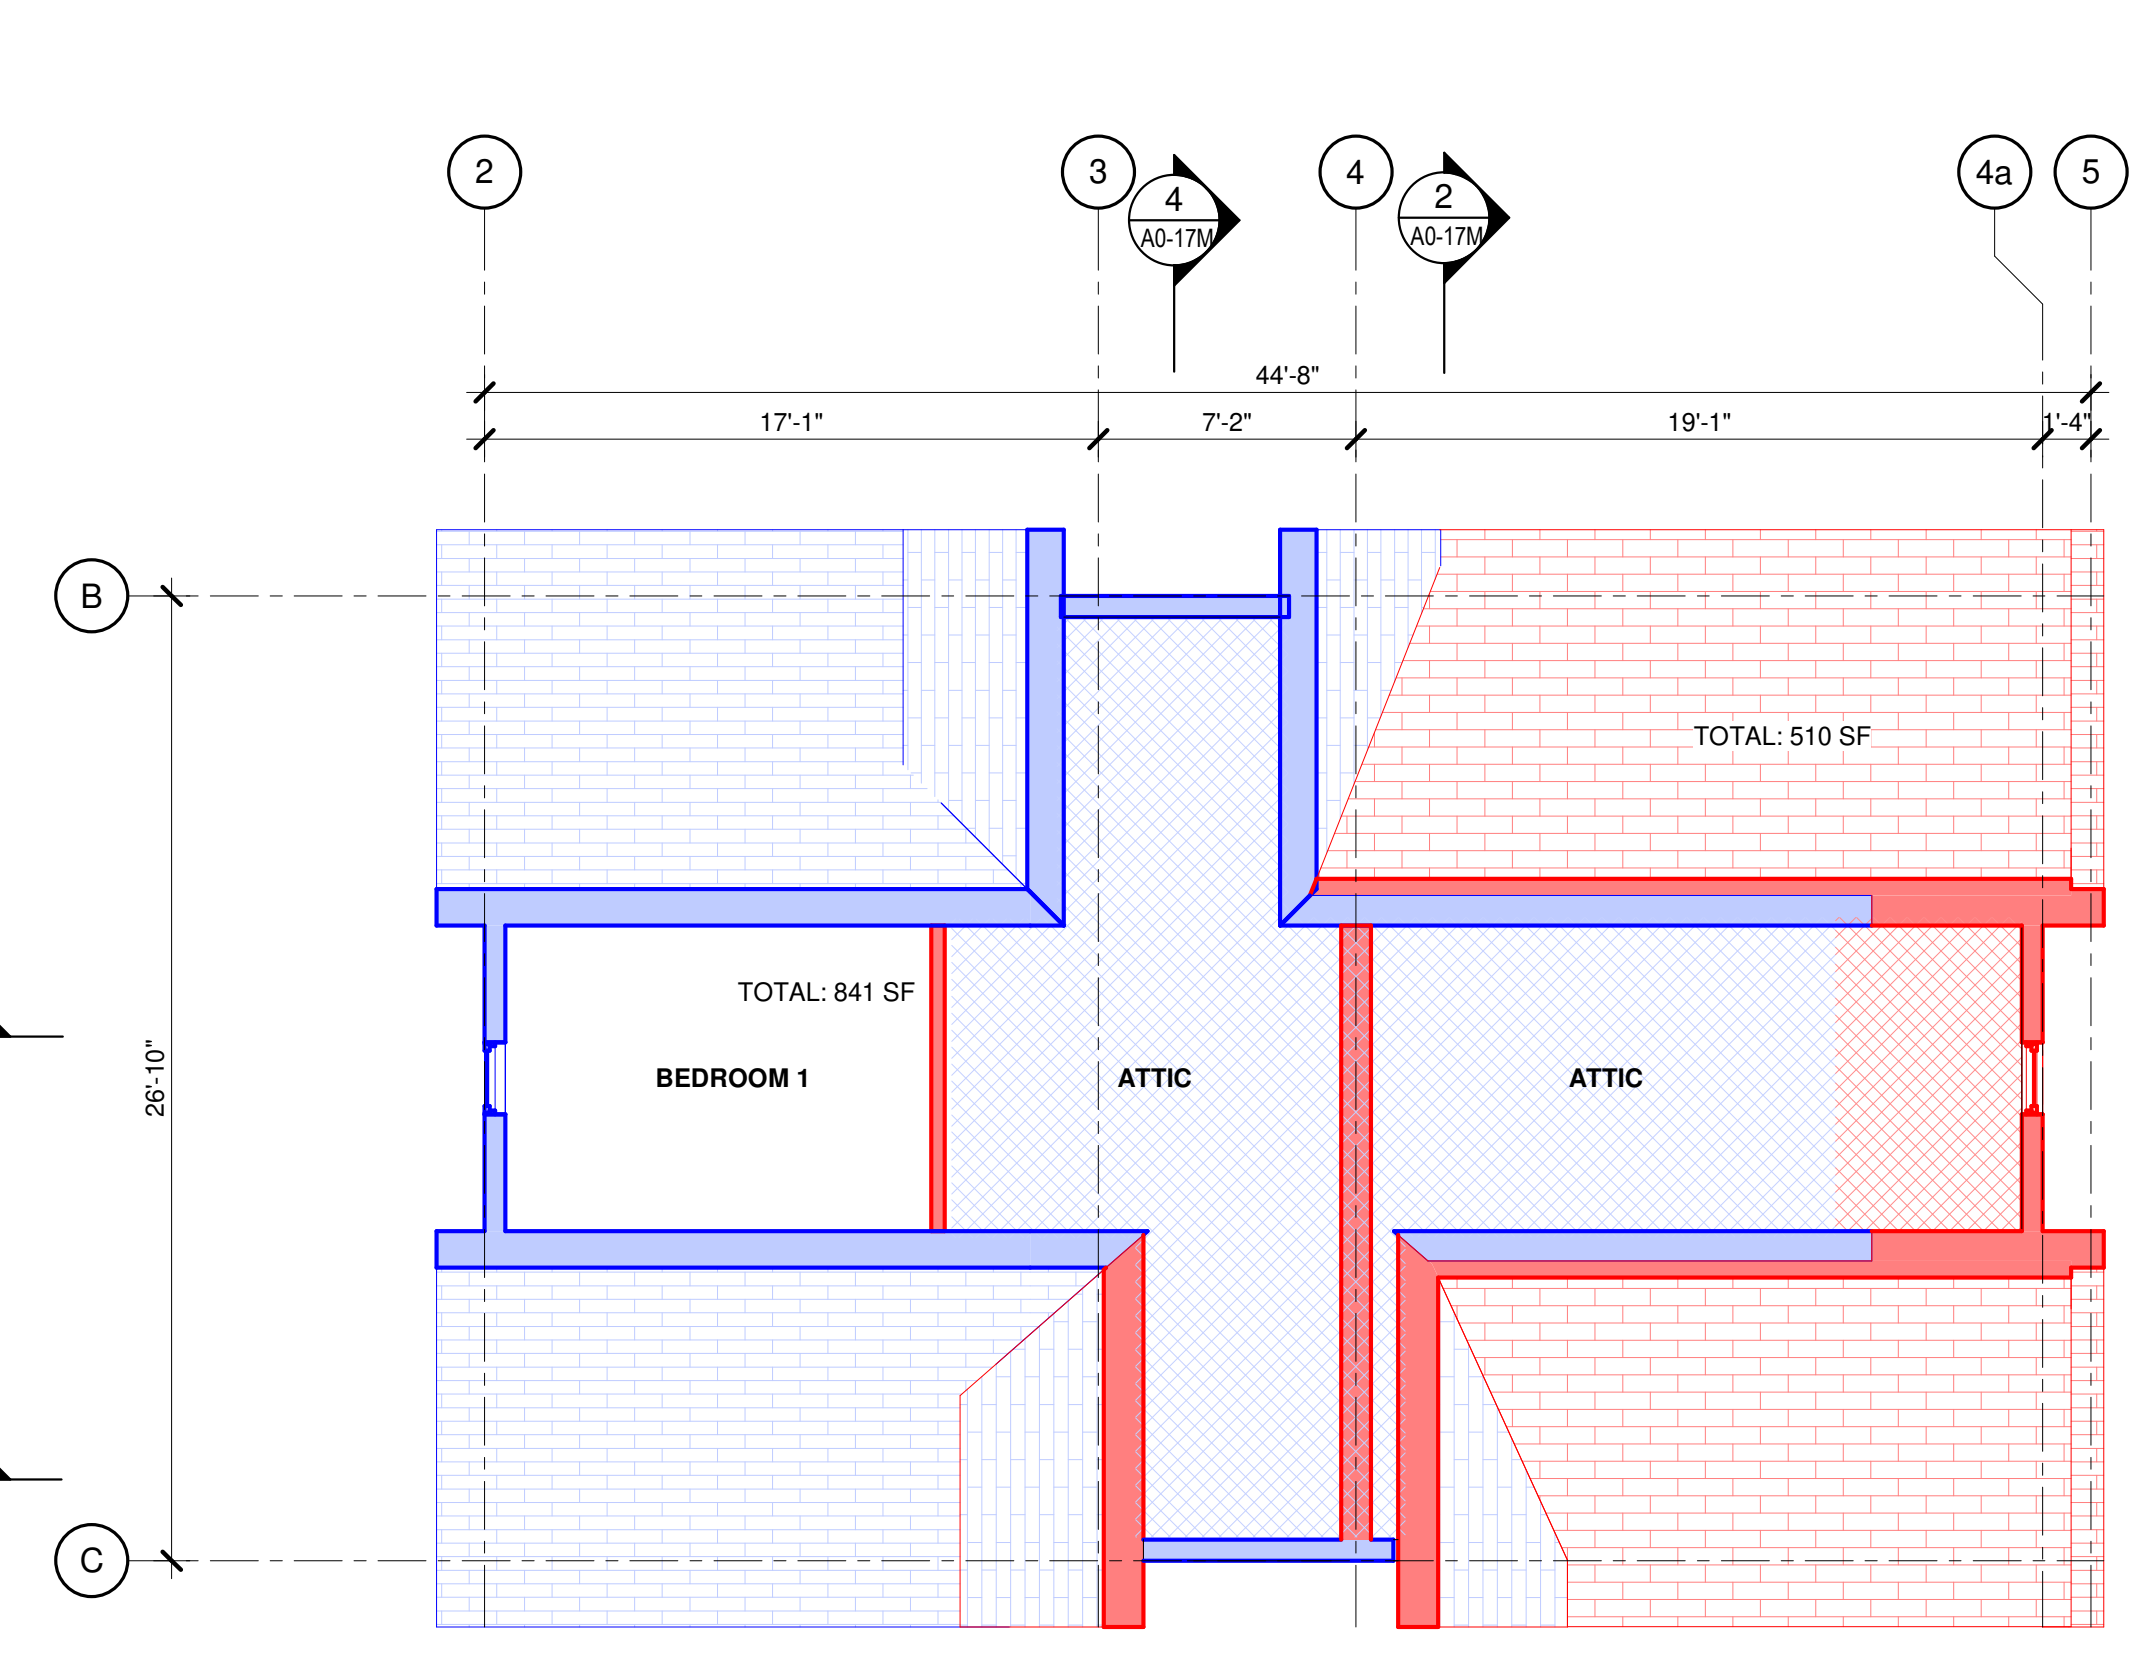 2
3
4
4a
5
4
A0-17M
2
A0-17M
44'-8"
17'-1"
7'-2"
19'-1"
1'-4"
B
TOTAL: 510 SF
TOTAL: 841 SF
BEDROOM 1
ATTIC
ATTIC
26'-10"
C